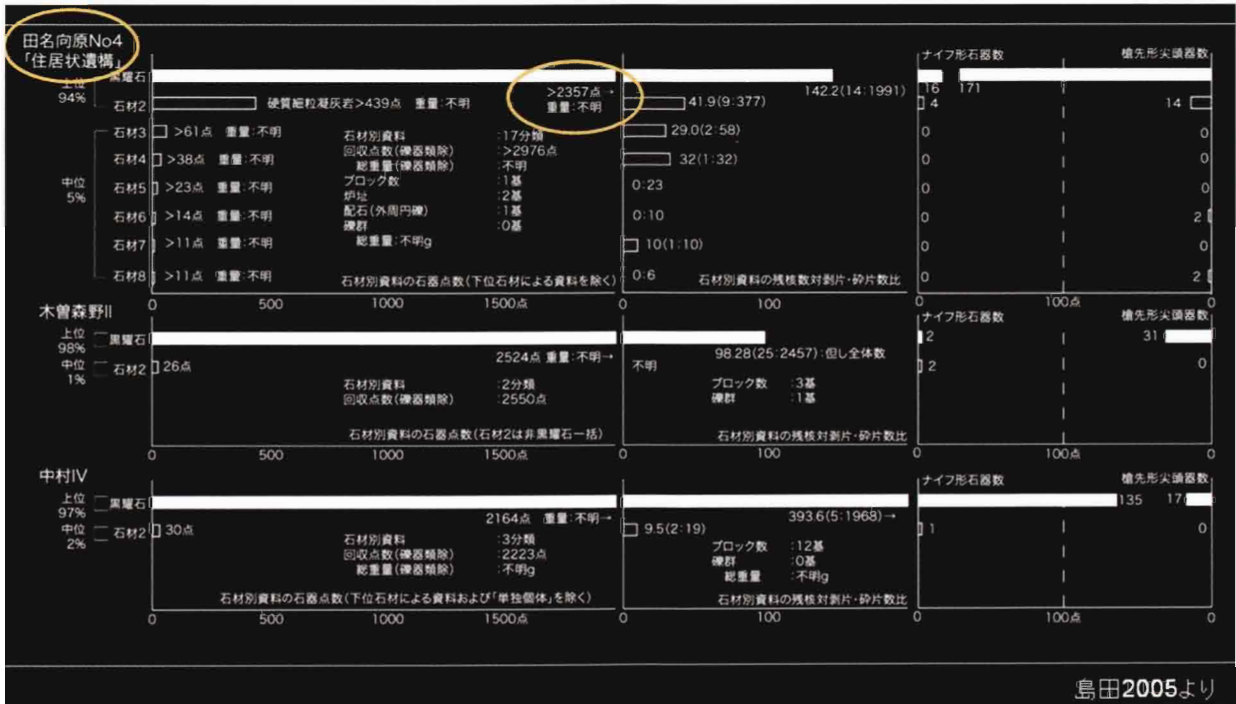 田名向原No4
「住居状遺構」
ナイフ形石器数 槍先形尖頭器数
上位
94%
黒耀石
>2357点→
重量:不明
142.2(14:1991)
16 171
石材2 硬質細粒凝灰岩>439点 重量:不明
41.9(9:377)
4 14
中位
5%
石材3 >61点 重量:不明
29.0(2:58)
0 0
石材4 >38点 重量:不明
32(1:32)
0 0
石材5 >23点 重量:不明
0:23
0 0
石材6 >14点 重量:不明
0:10
0 2
石材7 >11点 重量:不明
10(1:10)
0 0
石材8 >11点 重量:不明
0:6
0 2
石材別資料 :17分類
回収点数(礫器類除) :>2976点
総重量(礫器類除) :不明
ブロック数 :1基
炉址 :2基
配石(外周円礫) :1基
礫群 :0基
総重量:不明g
石材別資料の石器点数(下位石材による資料を除く)
石材別資料の残核数対剥片・砕片数比
0 500 1000 1500点 0 100 0 100点 0
木曽森野II
ナイフ形石器数 槍先形尖頭器数
上位
98%
黒耀石
2524点 重量:不明→
98.28(25:2457):但し全体数
2 31
中位
1%
石材2 26点
不明
2 0
石材別資料 :2分類
回収点数(礫器類除) :2550点
ブロック数 :3基
礫群 :1基
石材別資料の石器点数(石材2は非黒耀石一括)
石材別資料の残核対剥片・砕片数比
0 500 1000 1500点 0 100 0 100点 0
中村IV
ナイフ形石器数 槍先形尖頭器数
上位
97%
黒耀石
2164点 重量:不明→
393.6(5:1968)→
135 17
中位
2%
石材2 30点
9.5(2:19)
1 0
石材別資料 :3分類
回収点数(礫器類除) :2223点
総重量(礫器類除) :不明g
ブロック数 :12基
礫群 :0基
総重量 :不明g
石材別資料の石器点数(下位石材による資料および「単独個体」を除く)
石材別資料の残核対剥片・砕片数比
0 500 1000 1500点 0 100 0 100点 0
島田2005より